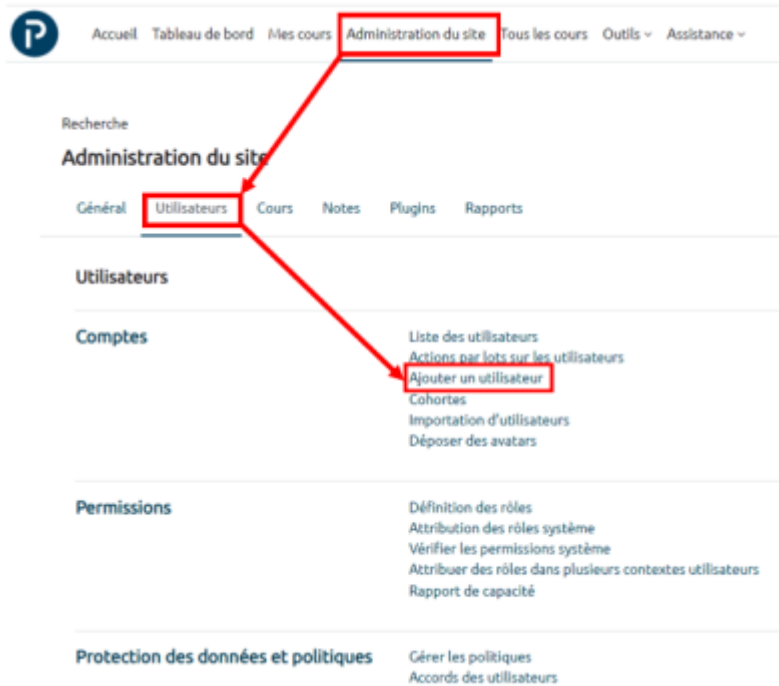 Accueil Tableau de bord Mes cours Administration du site Tous les cours Outils Assistance
Recherche
Administration du site
Général Utilisateurs Cours Notes Plugins Rapports
Utilisateurs
Comptes
Liste des utilisateurs
Actions par lots sur les utilisateurs
Ajouter un utilisateur
Cohortes
Importation d'utilisateurs
Déposer des avatars
Permissions
Définition des rôles
Attribution des rôles système
Vérifier les permissions système
Attribuer des rôles dans plusieurs contextes utilisateurs
Rapport de capacité
Protection des données et politiques
Gérer les politiques
Accords des utilisateurs